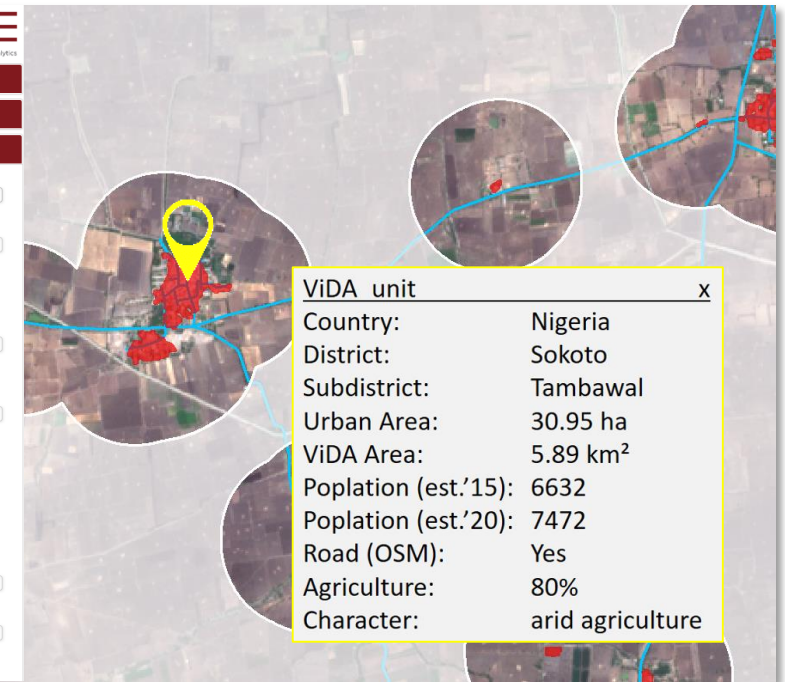 lytics
ViDA unit x
Country: Nigeria
District: Sokoto
Subdistrict: Tambawal
Urban Area: 30.95 ha
ViDA Area: 5.89 km²
Poplation (est.’15): 6632
Poplation (est.’20): 7472
Road (OSM): Yes
Agriculture: 80%
Character: arid agriculture